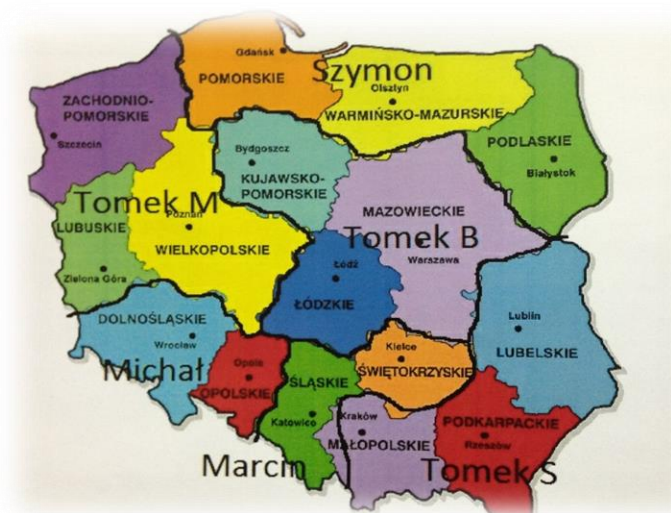 Gdańsk
POMORSKIE
Szymon
Olsztyn
WARMIŃSKO-MAZURSKIE
ZACHODNIO-
POMORSKIE
Szczecin
PODLASKIE
Białystok
Bydgoszcz
KUJAWSKO-
POMORSKIE
Tomek M
LUBUSKIE
Zielona Góra
Poznań
WIELKOPOLSKIE
MAZOWIECKIE
Tomek B
Warszawa
Łódź
ŁÓDZKIE
DOLNOŚLĄSKIE
Wrocław
Michał
Opole
OPOLSKIE
Lublin
LUBELSKIE
Kielce
ŚWIĘTOKRZYSKIE
ŚLĄSKIE
Katowice
Marcin
Kraków
MAŁOPOLSKIE
PODKARPACKIE
Rzeszów
Tomek S